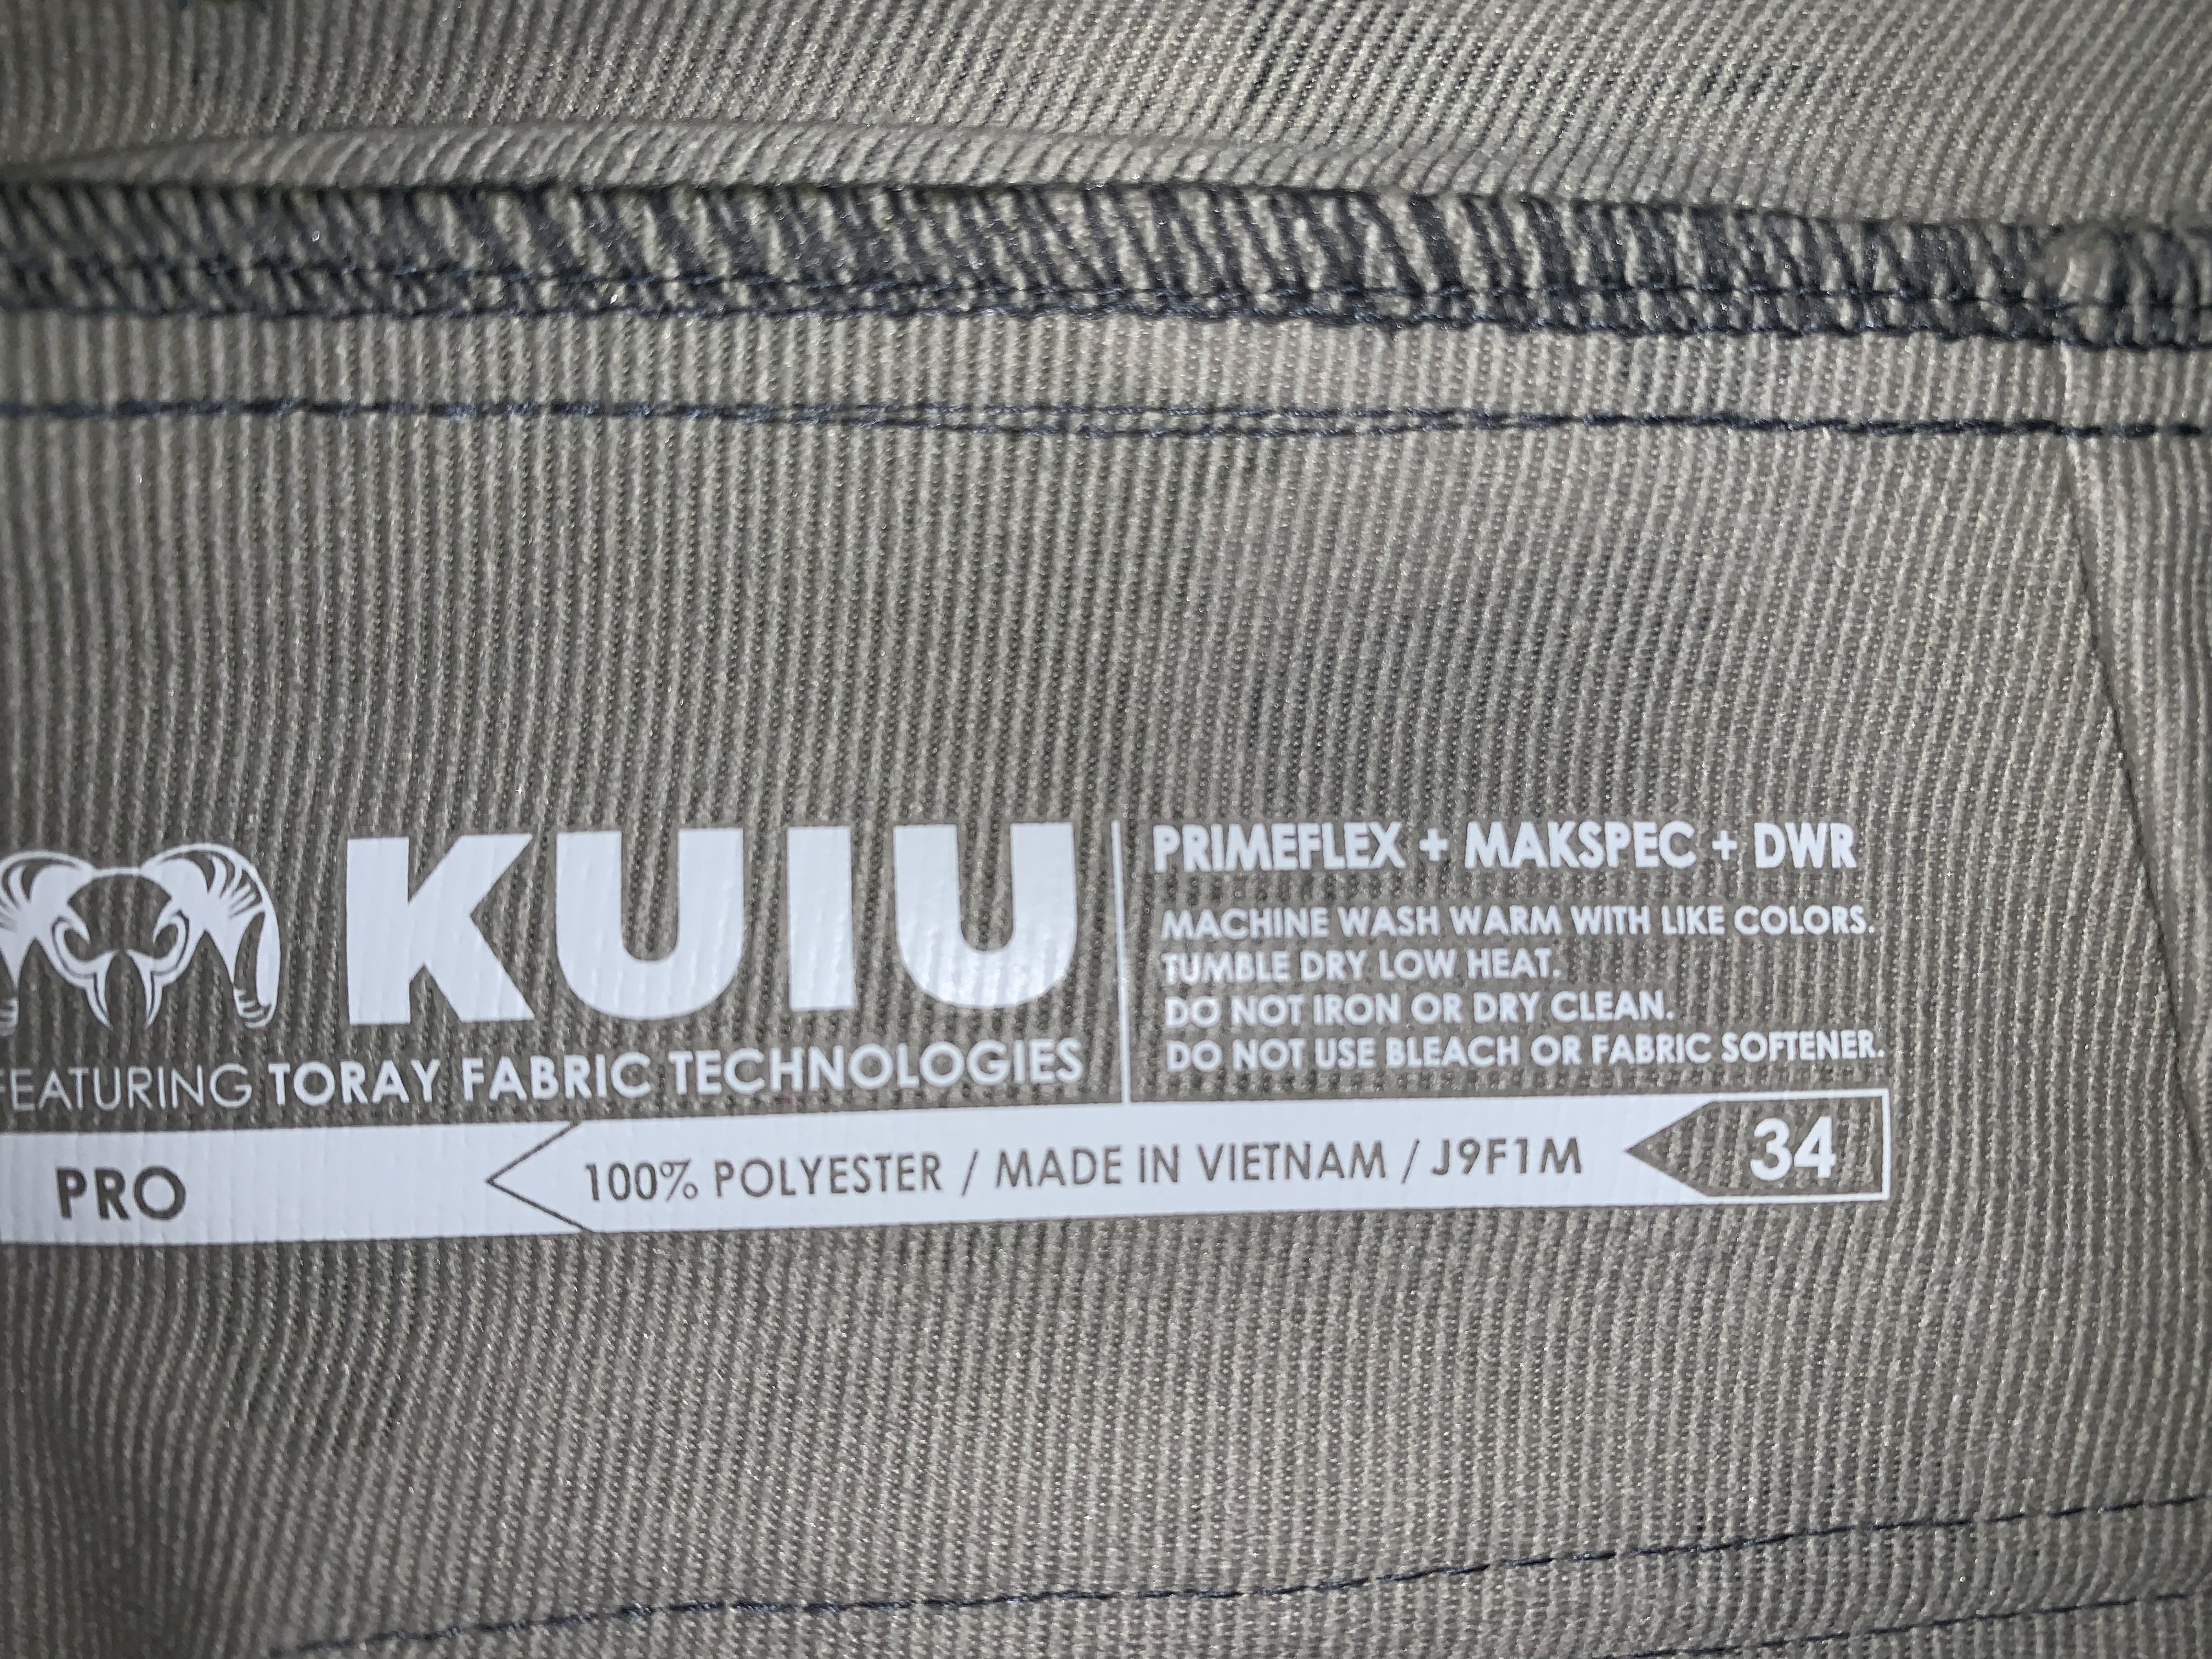 KUIU
FEATURING TORAY FABRIC TECHNOLOGIES
PRIMEFLEX + MAKSPEC + DWR
MACHINE WASH WARM WITH LIKE COLORS.
TUMBLE DRY LOW HEAT.
DO NOT IRON OR DRY CLEAN.
DO NOT USE BLEACH OR FABRIC SOFTENER.
PRO
100% POLYESTER / MADE IN VIETNAM / J9F1M
34